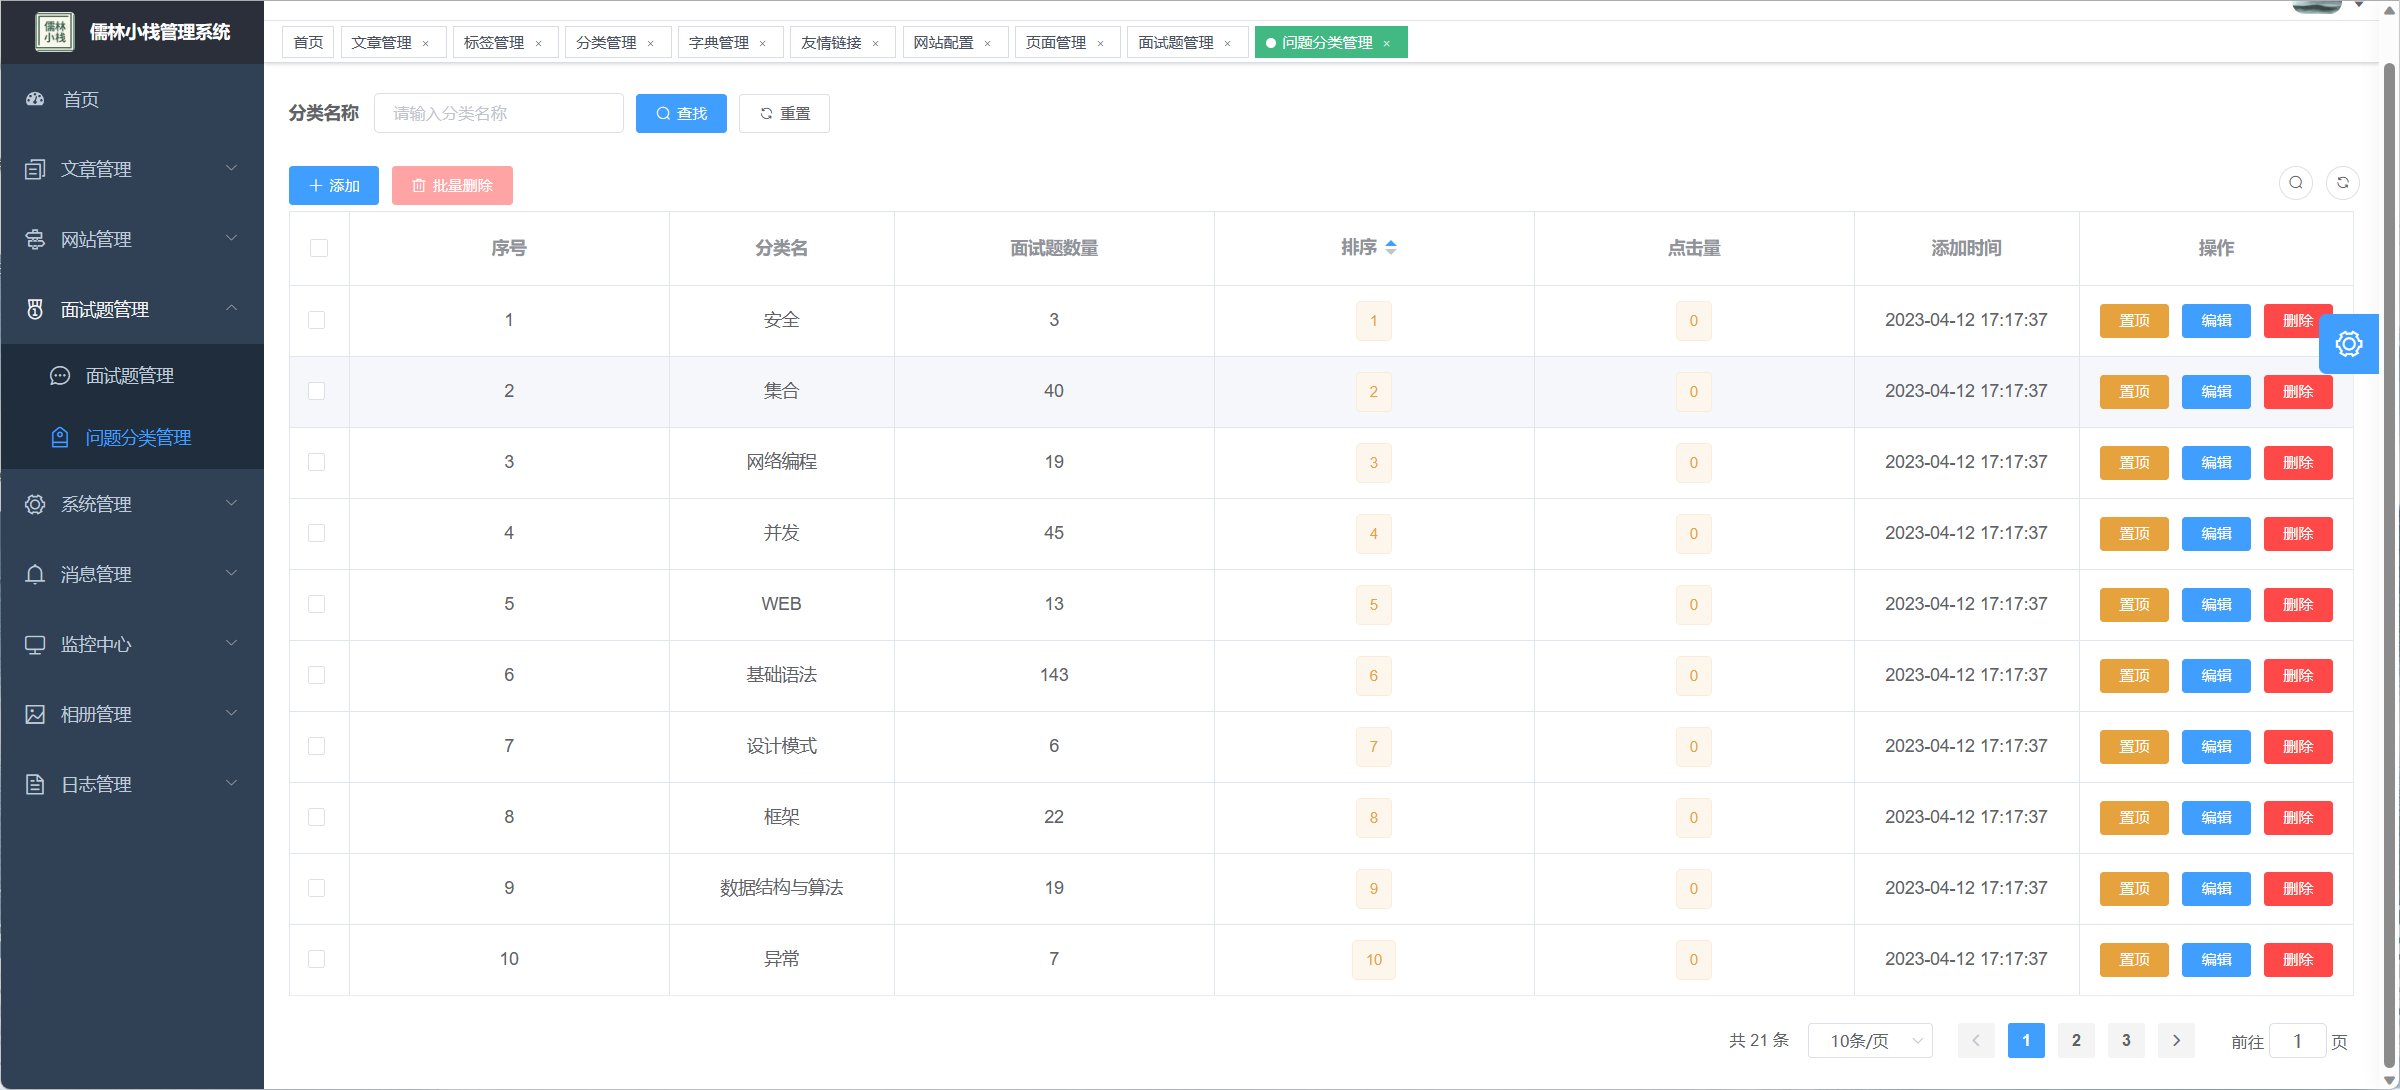 儒林小栈
儒林小栈管理系统
首页
文章管理
网站管理
面试题管理
面试题管理
问题分类管理
系统管理
消息管理
监控中心
相册管理
日志管理
首页 文章管理 × 标签管理 × 分类管理 × 字典管理 × 友情链接 × 网站配置 × 页面管理 × 面试题管理 × 问题分类管理 ×
分类名称 请输入分类名称 查找 重置
添加 批量删除
序号 分类名 面试题数量 排序 点击量 添加时间 操作
1 安全 3 1 0 2023-04-12 17:17:37 置顶 编辑 删除
2 集合 40 2 0 2023-04-12 17:17:37 置顶 编辑 删除
3 网络编程 19 3 0 2023-04-12 17:17:37 置顶 编辑 删除
4 并发 45 4 0 2023-04-12 17:17:37 置顶 编辑 删除
5 WEB 13 5 0 2023-04-12 17:17:37 置顶 编辑 删除
6 基础语法 143 6 0 2023-04-12 17:17:37 置顶 编辑 删除
7 设计模式 6 7 0 2023-04-12 17:17:37 置顶 编辑 删除
8 框架 22 8 0 2023-04-12 17:17:37 置顶 编辑 删除
9 数据结构与算法 19 9 0 2023-04-12 17:17:37 置顶 编辑 删除
10 异常 7 10 0 2023-04-12 17:17:37 置顶 编辑 删除
共 21 条 10条/页 1 2 3 前往 1 页